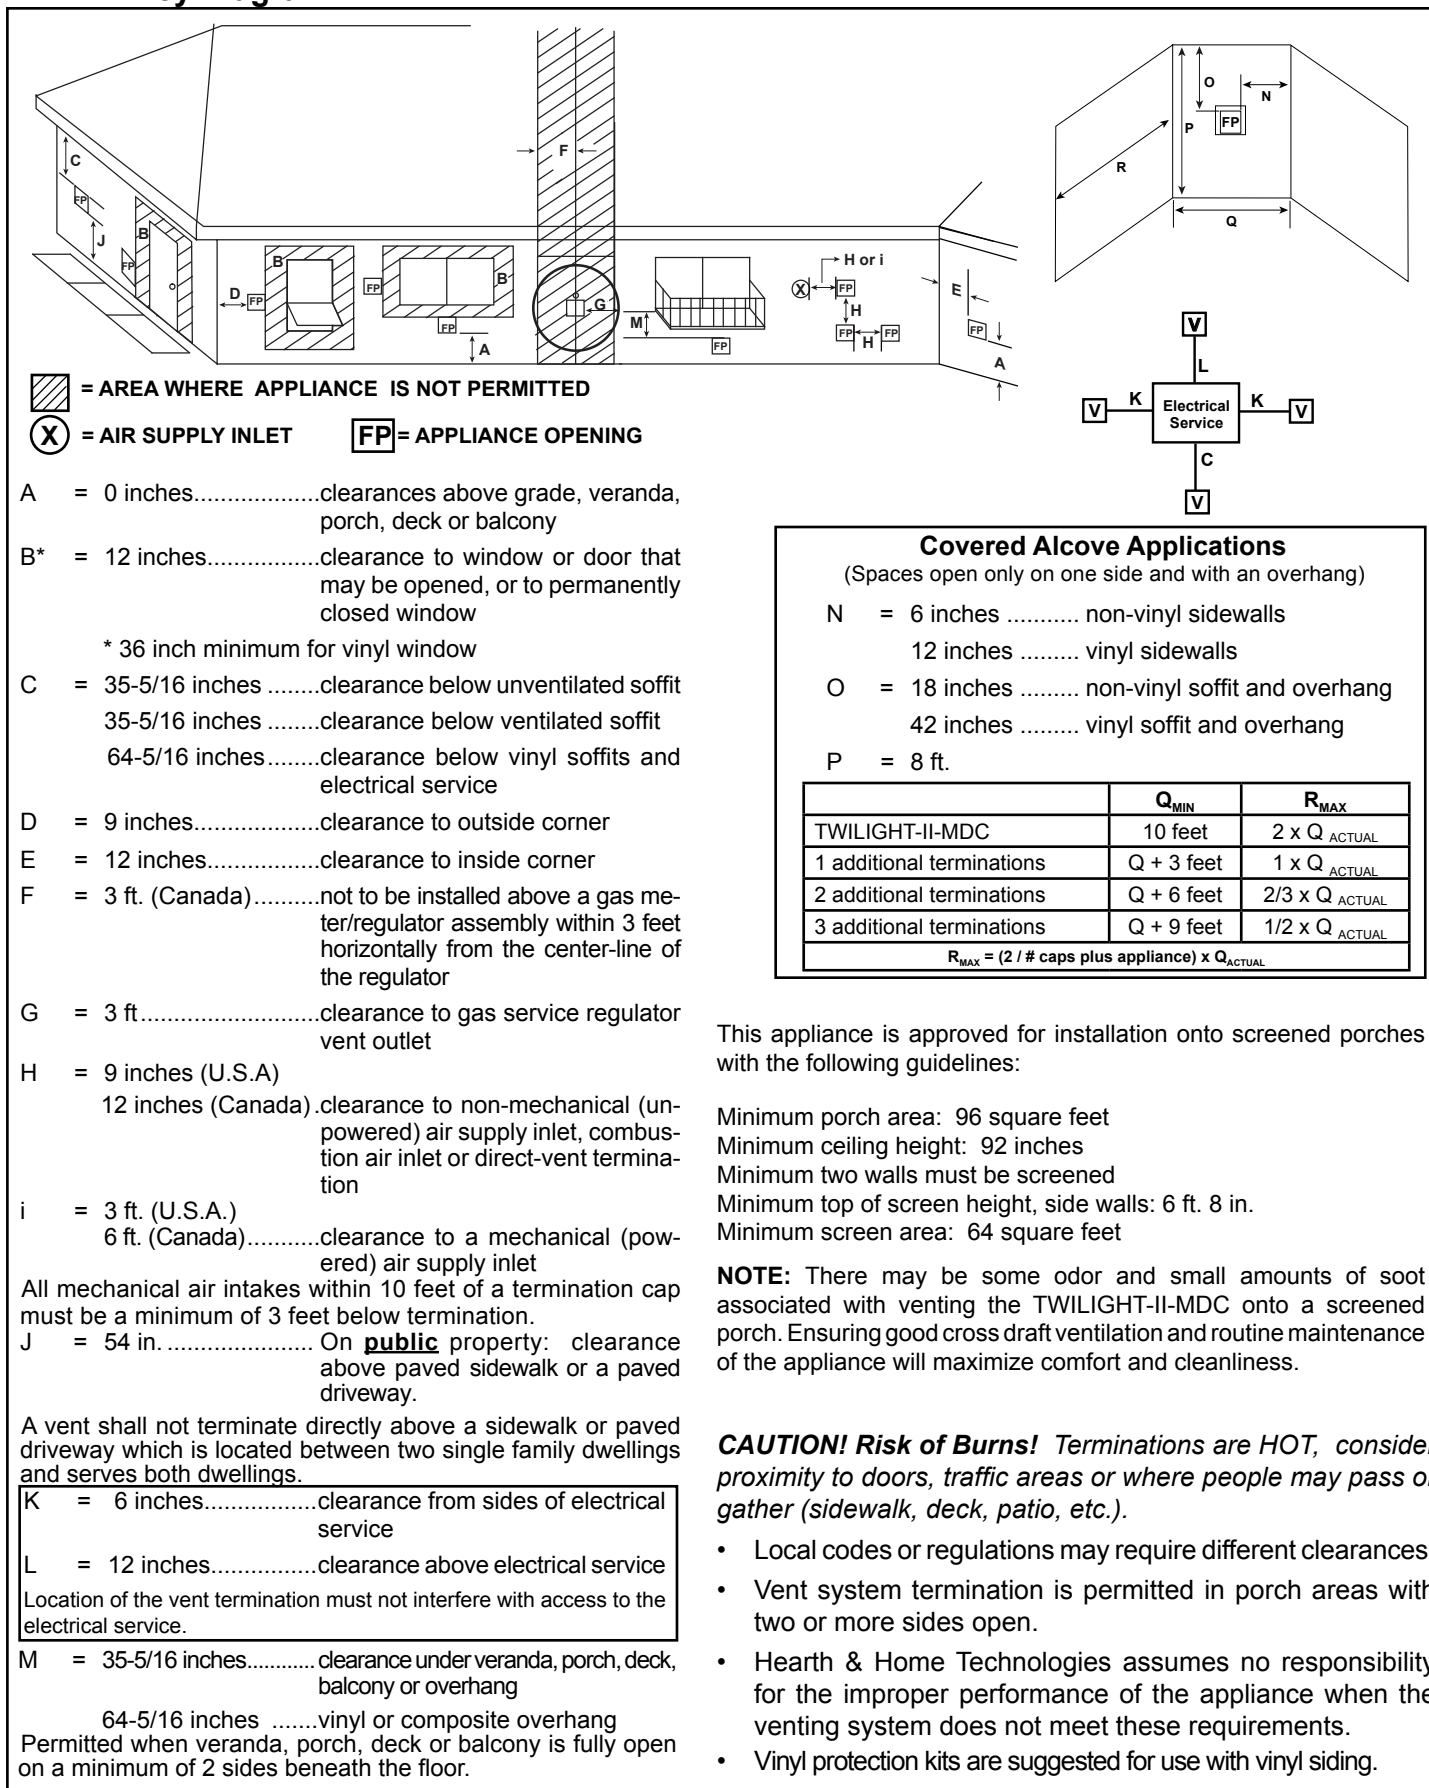 C
FP
J
FP
B
B
D
FP
FP
B
FP
A
F
G
M
FP
H or i
X
FP
H
FP
H
FP
E
FP
A
O
N
FP
P
R
Q
V
L
V
K
Electrical
Service
K
V
C
V
= AREA WHERE APPLIANCE IS NOT PERMITTED
X = AIR SUPPLY INLET FP = APPLIANCE OPENING
A = 0 inches...................clearances above grade, veranda,
porch, deck or balcony
B* = 12 inches.................clearance to window or door that
may be opened, or to permanently
closed window
* 36 inch minimum for vinyl window
C = 35-5/16 inches ........clearance below unventilated soffit
35-5/16 inches ........clearance below ventilated soffit
64-5/16 inches........clearance below vinyl soffits and
electrical service
D = 9 inches...................clearance to outside corner
E = 12 inches.................clearance to inside corner
F = 3 ft. (Canada)..........not to be installed above a gas me-
ter/regulator assembly within 3 feet
horizontally from the center-line of
the regulator
G = 3 ft...........................clearance to gas service regulator
vent outlet
H = 9 inches (U.S.A)
12 inches (Canada).clearance to non-mechanical (un-
powered) air supply inlet, combus-
tion air inlet or direct-vent termina-
tion
i = 3 ft. (U.S.A.)
6 ft. (Canada)...........clearance to a mechanical (pow-
ered) air supply inlet
All mechanical air intakes within 10 feet of a termination cap
must be a minimum of 3 feet below termination.
J = 54 in. ...................... On public property: clearance
above paved sidewalk or a paved
driveway.
A vent shall not terminate directly above a sidewalk or paved
driveway which is located between two single family dwellings
and serves both dwellings.
K = 6 inches.................clearance from sides of electrical
service
L = 12 inches................clearance above electrical service
Location of the vent termination must not interfere with access to the
electrical service.
M = 35-5/16 inches............clearance under veranda, porch, deck,
balcony or overhang
64-5/16 inches .......vinyl or composite overhang
Permitted when veranda, porch, deck or balcony is fully open
on a minimum of 2 sides beneath the floor.
Covered Alcove Applications
(Spaces open only on one side and with an overhang)
N = 6 inches ........... non-vinyl sidewalls
12 inches ......... vinyl sidewalls
O = 18 inches ......... non-vinyl soffit and overhang
42 inches ......... vinyl soffit and overhang
P = 8 ft.
Q MIN R MAX
TWILIGHT-II-MDC 10 feet 2 x Q ACTUAL
1 additional terminations Q + 3 feet 1 x Q ACTUAL
2 additional terminations Q + 6 feet 2/3 x Q ACTUAL
3 additional terminations Q + 9 feet 1/2 x Q ACTUAL
R MAX = (2 / # caps plus appliance) x Q ACTUAL
This appliance is approved for installation onto screened porches
with the following guidelines:
Minimum porch area: 96 square feet
Minimum ceiling height: 92 inches
Minimum two walls must be screened
Minimum top of screen height, side walls: 6 ft. 8 in.
Minimum screen area: 64 square feet
NOTE: There may be some odor and small amounts of soot
associated with venting the TWILIGHT-II-MDC onto a screened
porch. Ensuring good cross draft ventilation and routine maintenance
of the appliance will maximize comfort and cleanliness.
CAUTION! Risk of Burns! Terminations are HOT, consider
proximity to doors, traffic areas or where people may pass or
gather (sidewalk, deck, patio, etc.).
• Local codes or regulations may require different clearances
• Vent system termination is permitted in porch areas with
two or more sides open.
• Hearth & Home Technologies assumes no responsibility
for the improper performance of the appliance when the
venting system does not meet these requirements.
• Vinyl protection kits are suggested for use with vinyl siding.